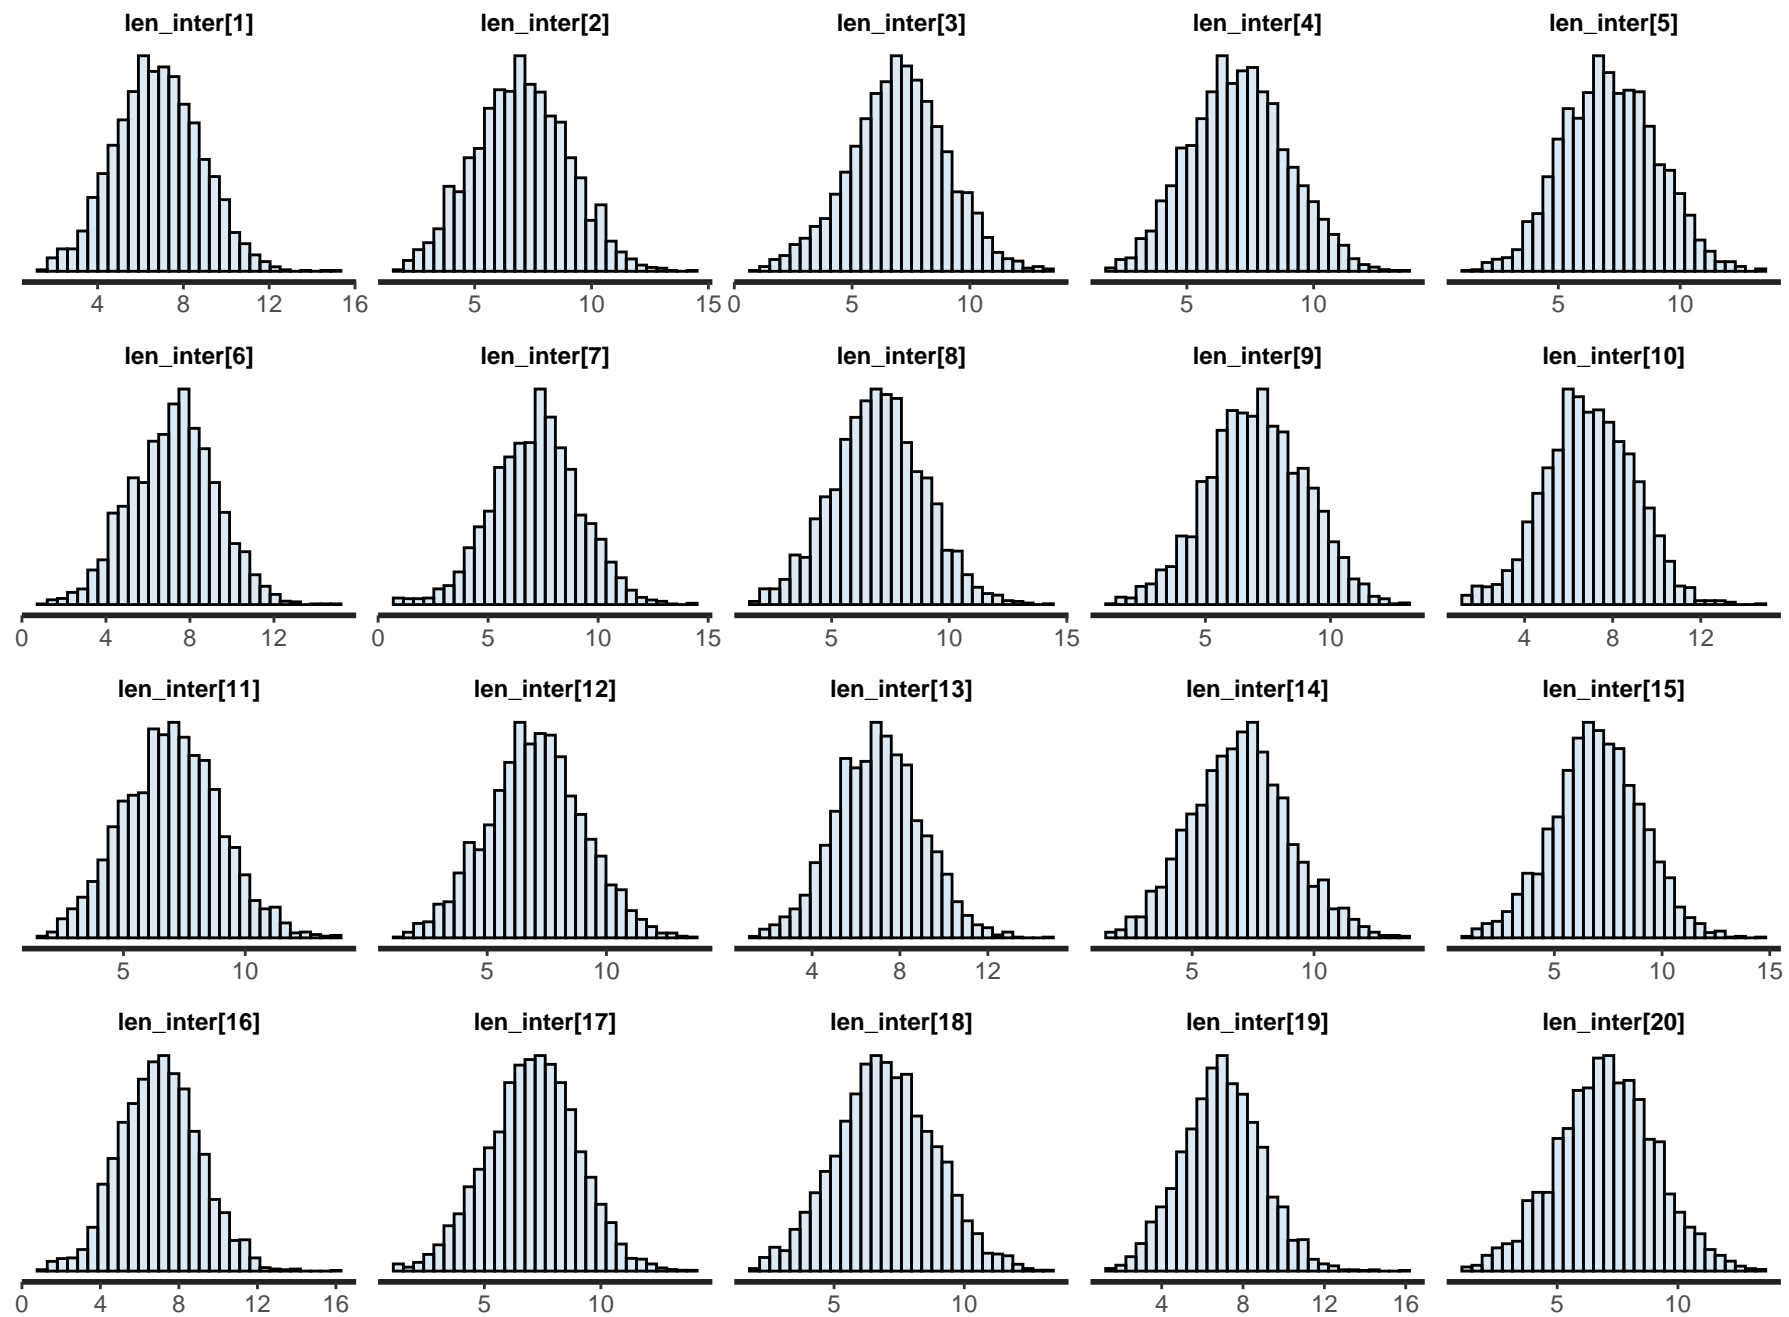 len_inter[1] len_inter[2] len_inter[3] len_inter[4] len_inter[5]
4 8 12 16 5 10 15 0 5 10 5 10 5 10
len_inter[6] len_inter[7] len_inter[8] len_inter[9] len_inter[10]
0 4 8 12 0 5 10 15 5 10 15 5 10 4 8 12
len_inter[11] len_inter[12] len_inter[13] len_inter[14] len_inter[15]
5 10 5 10 4 8 12 5 10 5 10 15
len_inter[16] len_inter[17] len_inter[18] len_inter[19] len_inter[20]
0 4 8 12 16 5 10 5 10 4 8 12 16 5 10